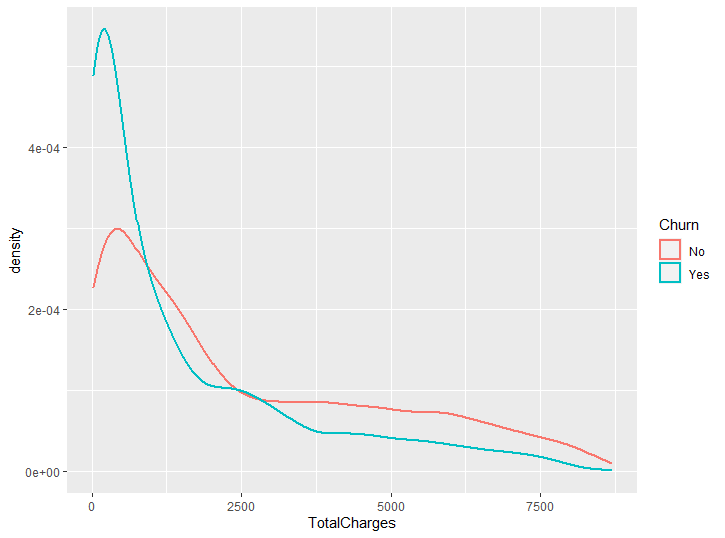 4e-04
2e-04
0e+00
density
0
2500
5000
7500
TotalCharges
Churn
No
Yes